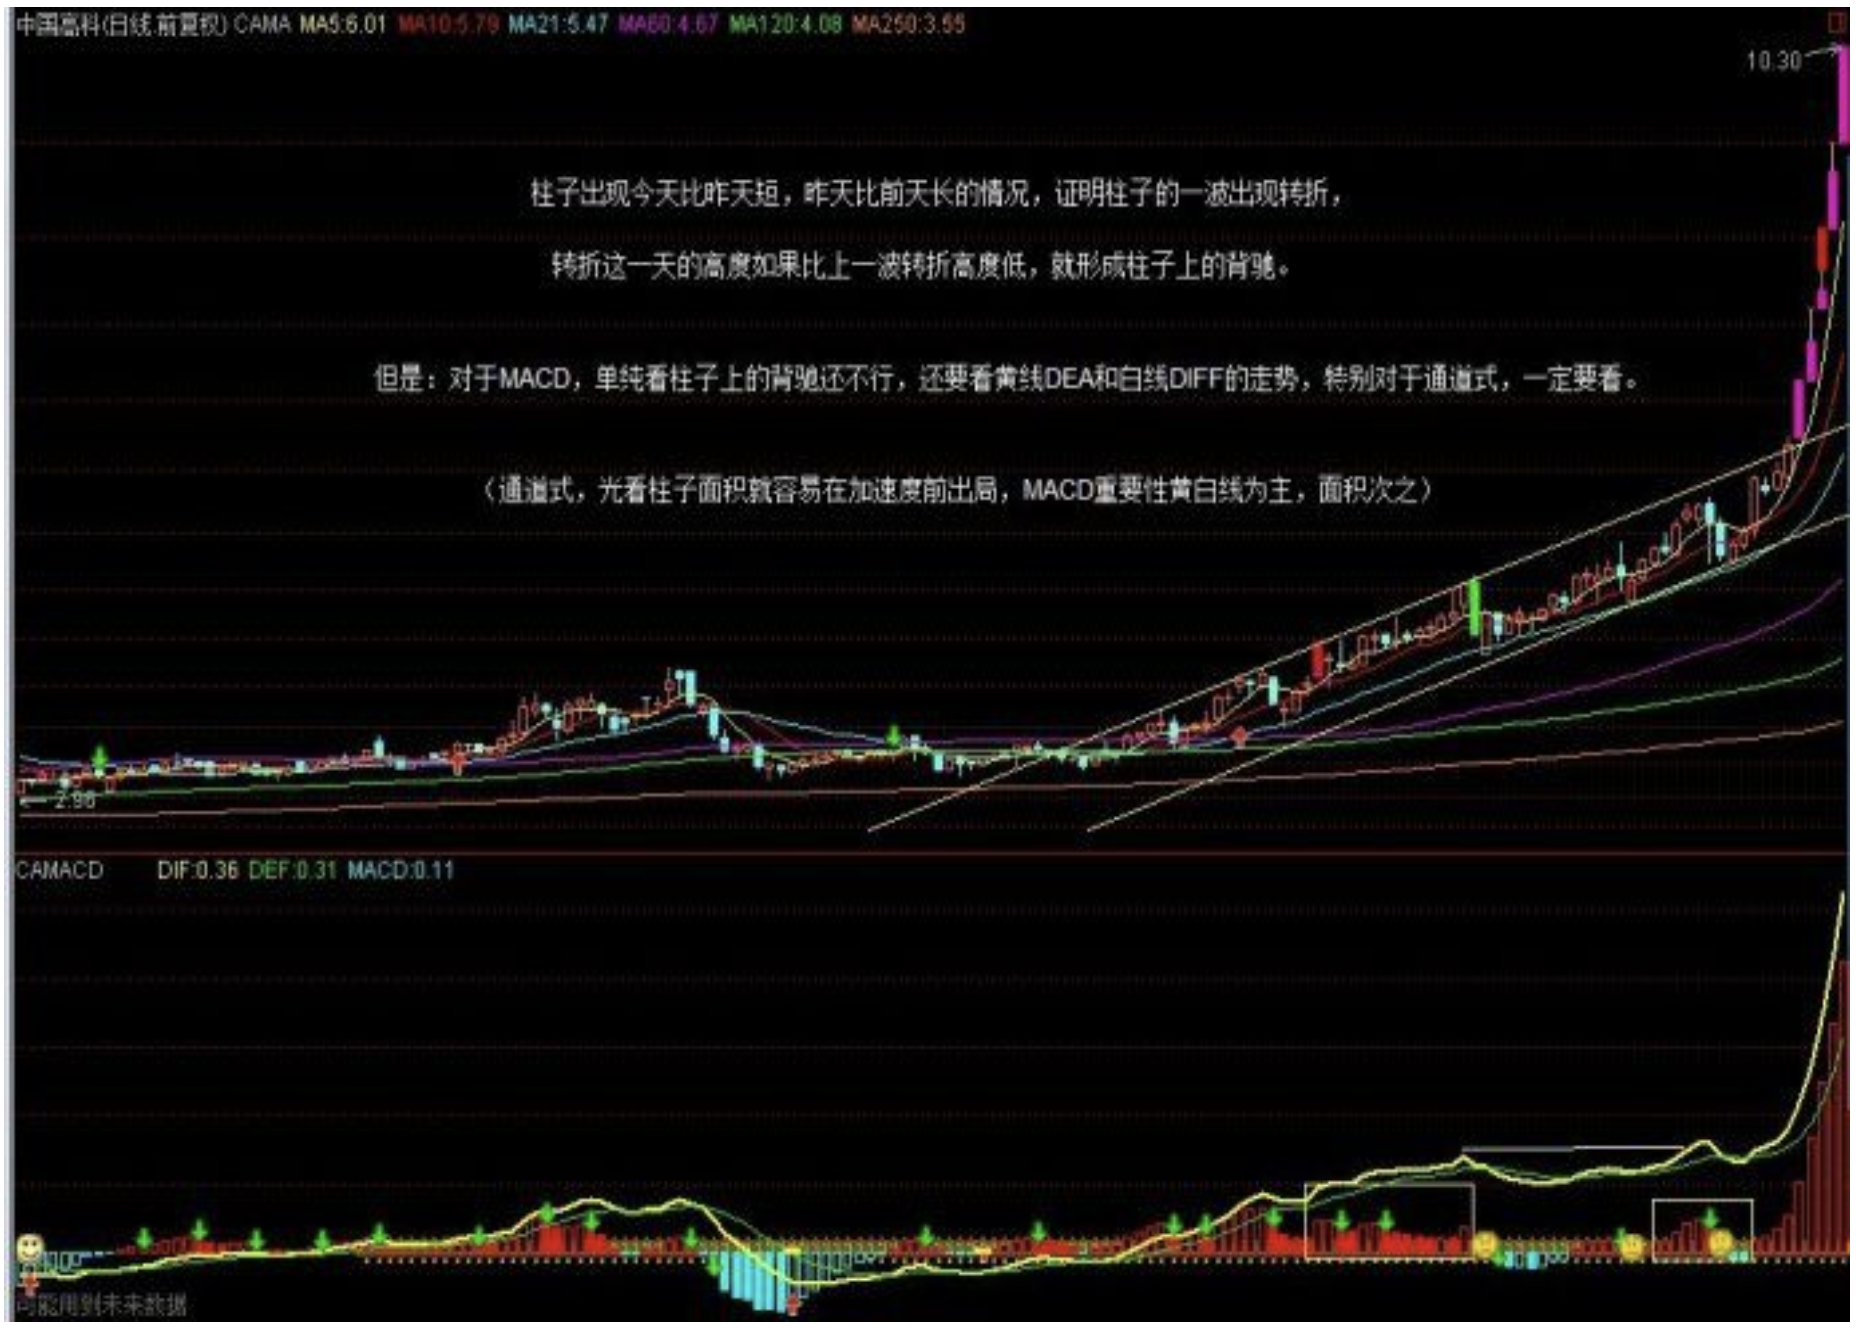 中国高科(日线.前复权) CAMA MA5:6.01 MA10:5.79 MA21:5.47 MA60:4.67 MA120:4.08 MA250:3.55
10.30
柱子出现今天比昨天短，昨天比前天长的情况，证明柱子的一波出现转折，
转折这一天的高度如果比上一波转折高度低，就形成柱子上的背驰。
但是：对于MACD，单纯看柱子上的背驰还不行，还要看黄线DEA和白线DIFF的走势，特别对于通道式，一定要看。
（通道式，光看柱子面积就容易在加速度前出局，MACD重要性黄白线为主，面积次之）
2.96
CAMACD DIF:0.36 DEF:0.31 MACD:0.11
可能用到未来数据